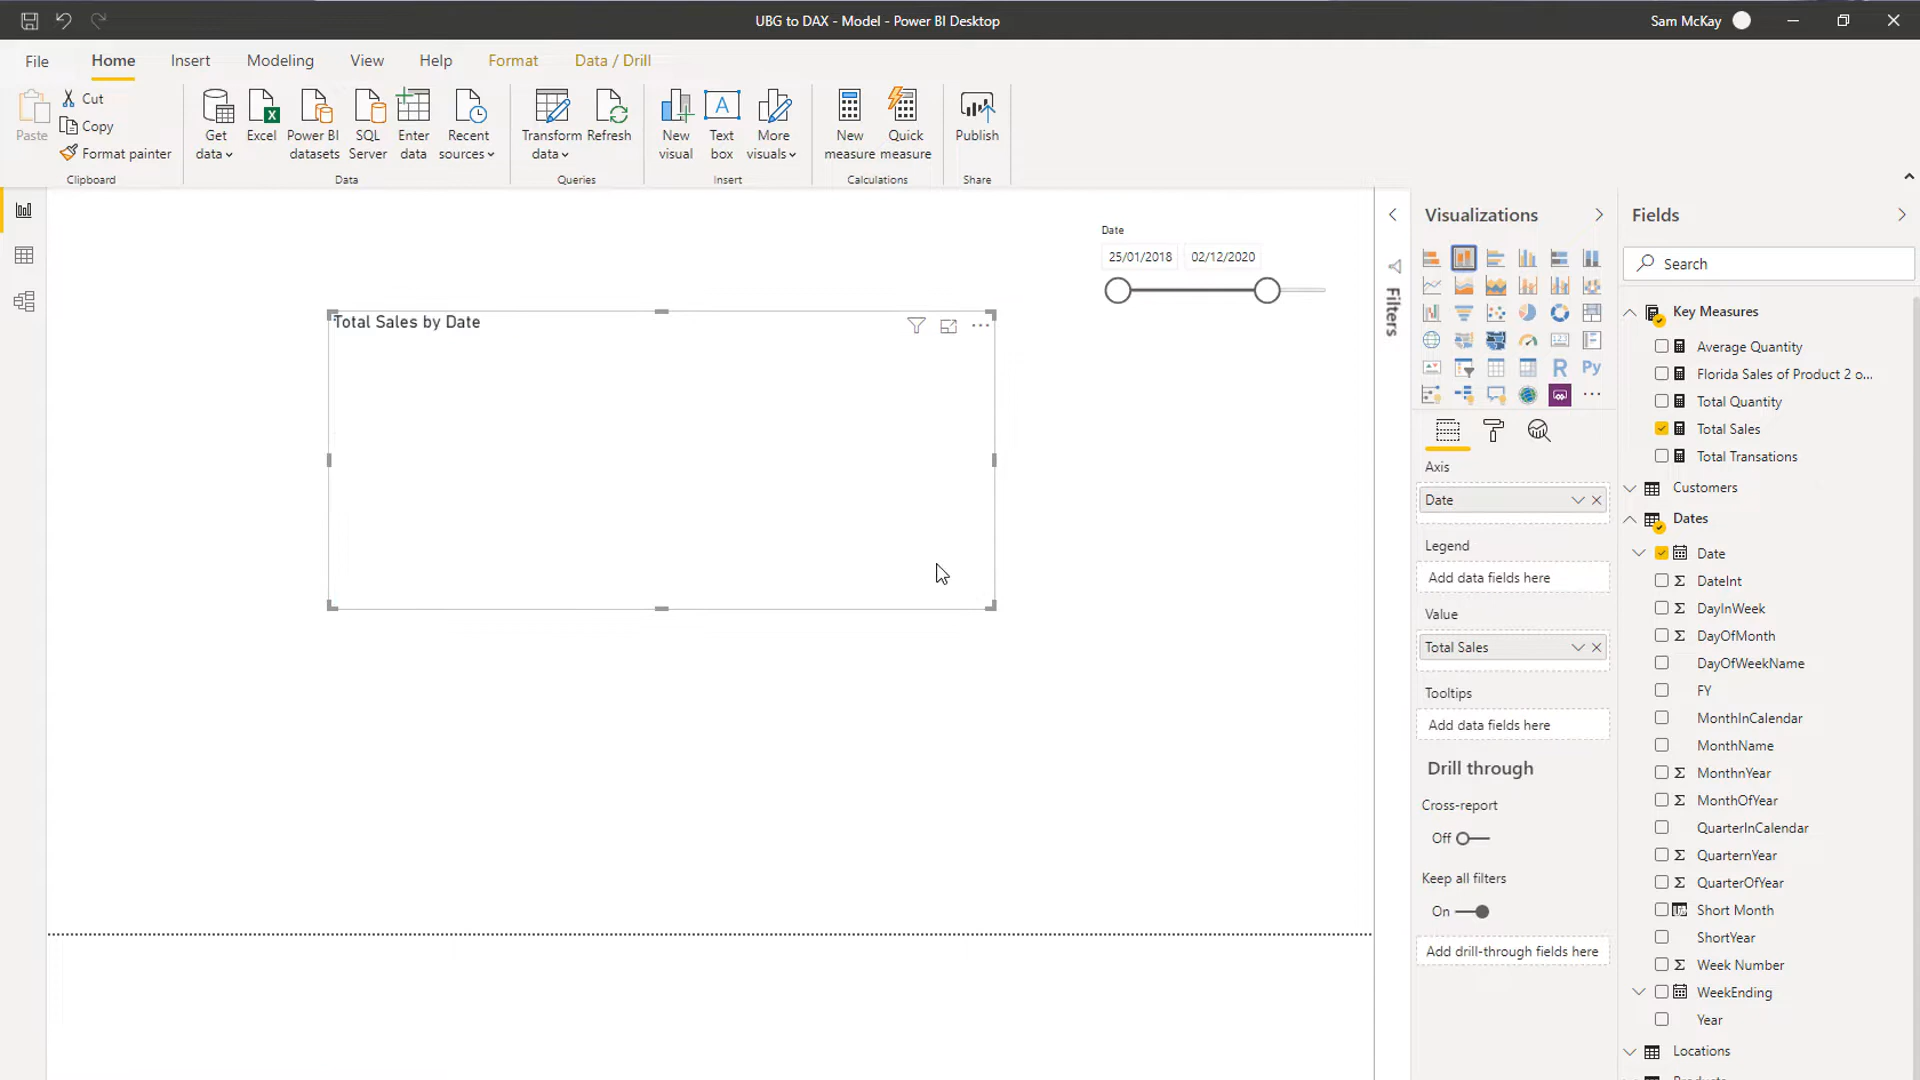 UBG to DAX - Model - Power BI Desktop
Sam McKay
File
Home
Insert
Modeling
View
Help
Format
Data / Drill
Paste
Cut
Copy
Format painter
Clipboard
Get data
Excel
Power BI datasets
SQL Server
Enter data
Recent sources
Data
Transform data
Refresh
Queries
New visual
Text box
A
More visuals
Insert
New measure
Quick measure
Calculations
Publish
Share
Date
25/01/2018
02/12/2020
Total Sales by Date
Filters
Visualizations
R
Py
Axis
Date
Legend
Add data fields here
Value
Total Sales
Tooltips
Add data fields here
Drill through
Cross-report
Off
Keep all filters
On
Add drill-through fields here
Fields
Search
Key Measures
Average Quantity
Florida Sales of Product 2 o...
Total Quantity
Total Sales
Total Transations
Customers
Dates
Date
DateInt
DayInWeek
DayOfMonth
DayOfWeekName
FY
MonthInCalendar
MonthName
MonthnYear
MonthOfYear
QuarterInCalendar
QuarternYear
QuarterOfYear
Short Month
ShortYear
Week Number
WeekEnding
Year
Locations